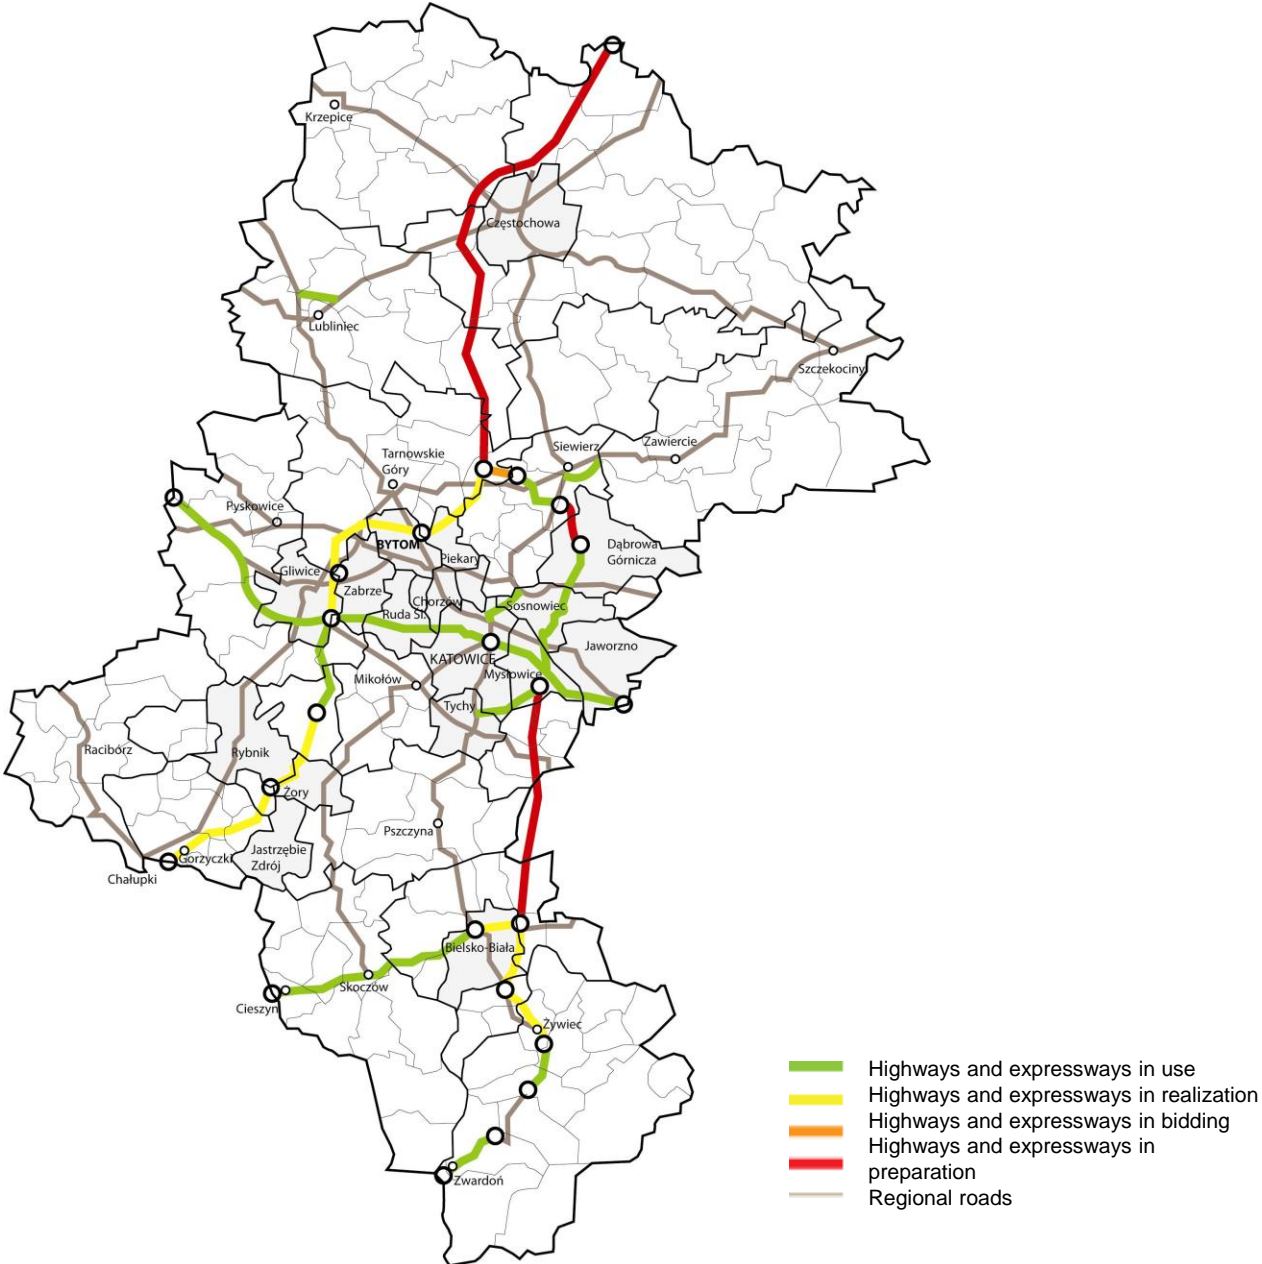 Krzepice
Częstochowa
Lubliniec
Szczekociny
Siewierz
Zawiercie
Tarnowskie
Góry
Pyskowice
BYTOM
Piekary
Dąbrowa
Górnicza
Gliwice
Zabrze
Chorzów
Ruda Śl.
Sosnowiec
Jaworzno
KATOWICE
Mysłowice
Mikołów
Tychy
Racibórz
Rybnik
Żory
Pszczyna
Jastrzębie
Zdrój
Gorzyczki
Chałupki
Bielsko-Biała
Skoczów
Cieszyn
Żywiec
Zwardoń
Highways and expressways in use
Highways and expressways in realization
Highways and expressways in bidding
Highways and expressways in
preparation
Regional roads